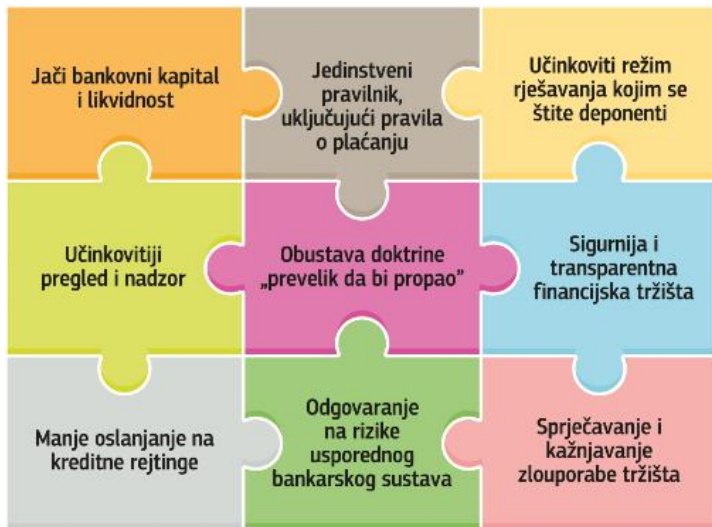 Jači bankovni kapital
i likvidnost
Jedinstveni
pravilnik,
uključujući pravila
o plaćanju
Učinkoviti režim
rješavanja kojim se
štite deponenti
Učinkovitiji
pregled i nadzor
Obustava doktrine
„prevelik da bi propao”
Sigurnija i
transparentna
financijska tržišta
Manje oslanjanje na
kreditne rejtinge
Odgovaranje
na rizike
usporednog
bankarskog sustava
Sprječavanje i
kažnjavanje
zlouporabe tržišta